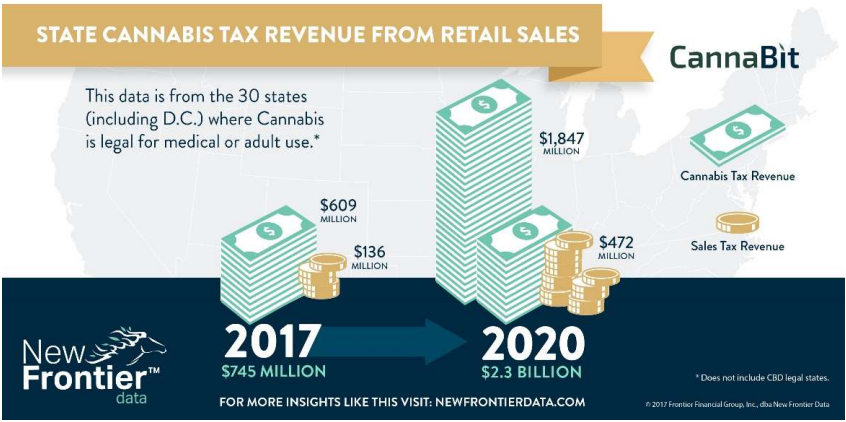 STATE CANNABIS TAX REVENUE FROM RETAIL SALES
CannaBit
This data is from the 30 states
(including D.C.) where Cannabis
is legal for medical or adult use.*
$1,847
MILLION
Cannabis Tax Revenue
$609
MILLION
$136
MILLION
$472
MILLION
Sales Tax Revenue
2017
$745 MILLION
2020
$2.3 BILLION
New
Frontier™
data
* Does not include CBD legal states.
FOR MORE INSIGHTS LIKE THIS VISIT: NEWFRONTIERDATA.COM
© 2017 Frontier Financial Group, Inc., dba New Frontier Data